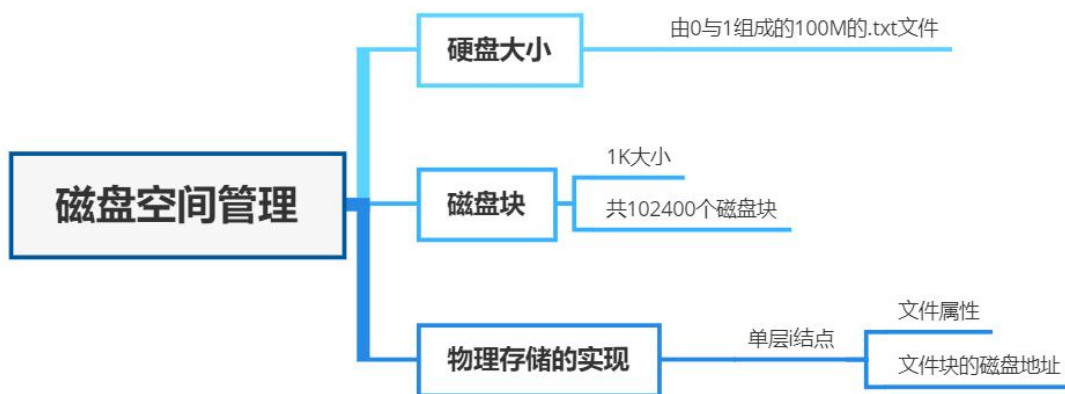 磁盘空间管理
硬盘大小
由0与1组成的100M的.txt文件
磁盘块
1K大小
共102400个磁盘块
物理存储的实现
单层i结点
文件属性
文件块的磁盘地址